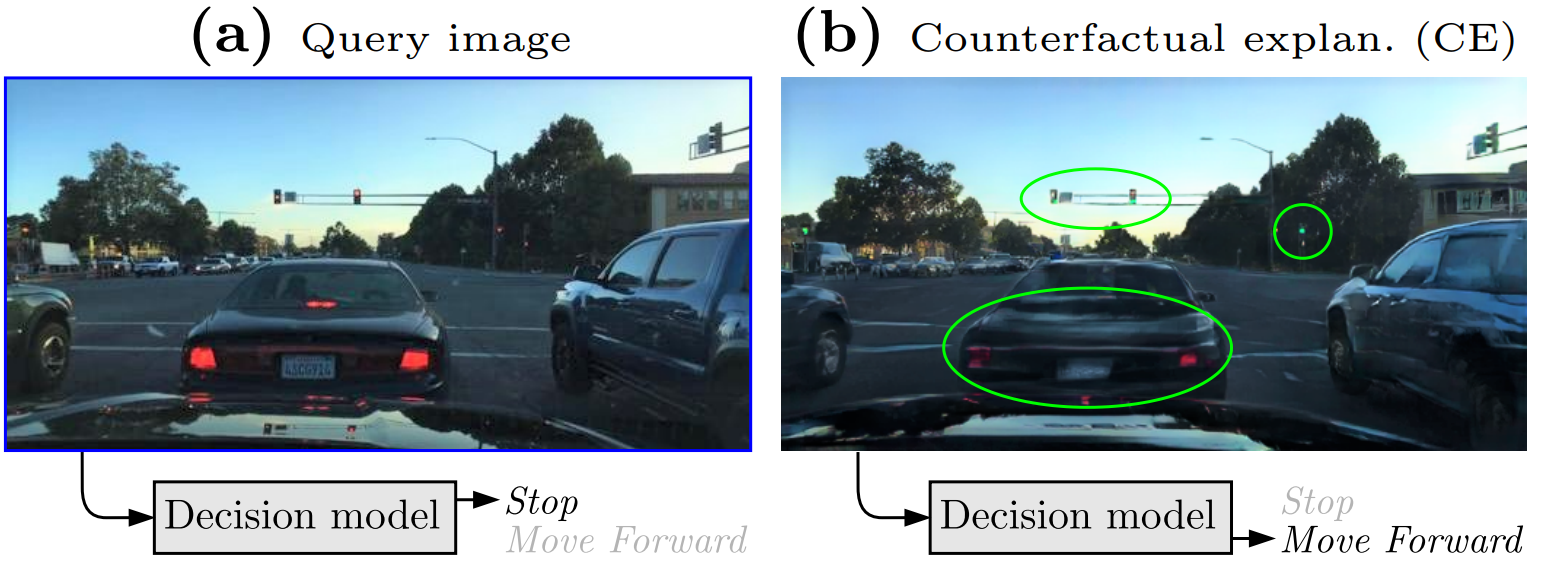 (a) Query image
(b) Counterfactual explan. (CE)
Decision model
Stop
Move Forward
Decision model
Stop
Move Forward